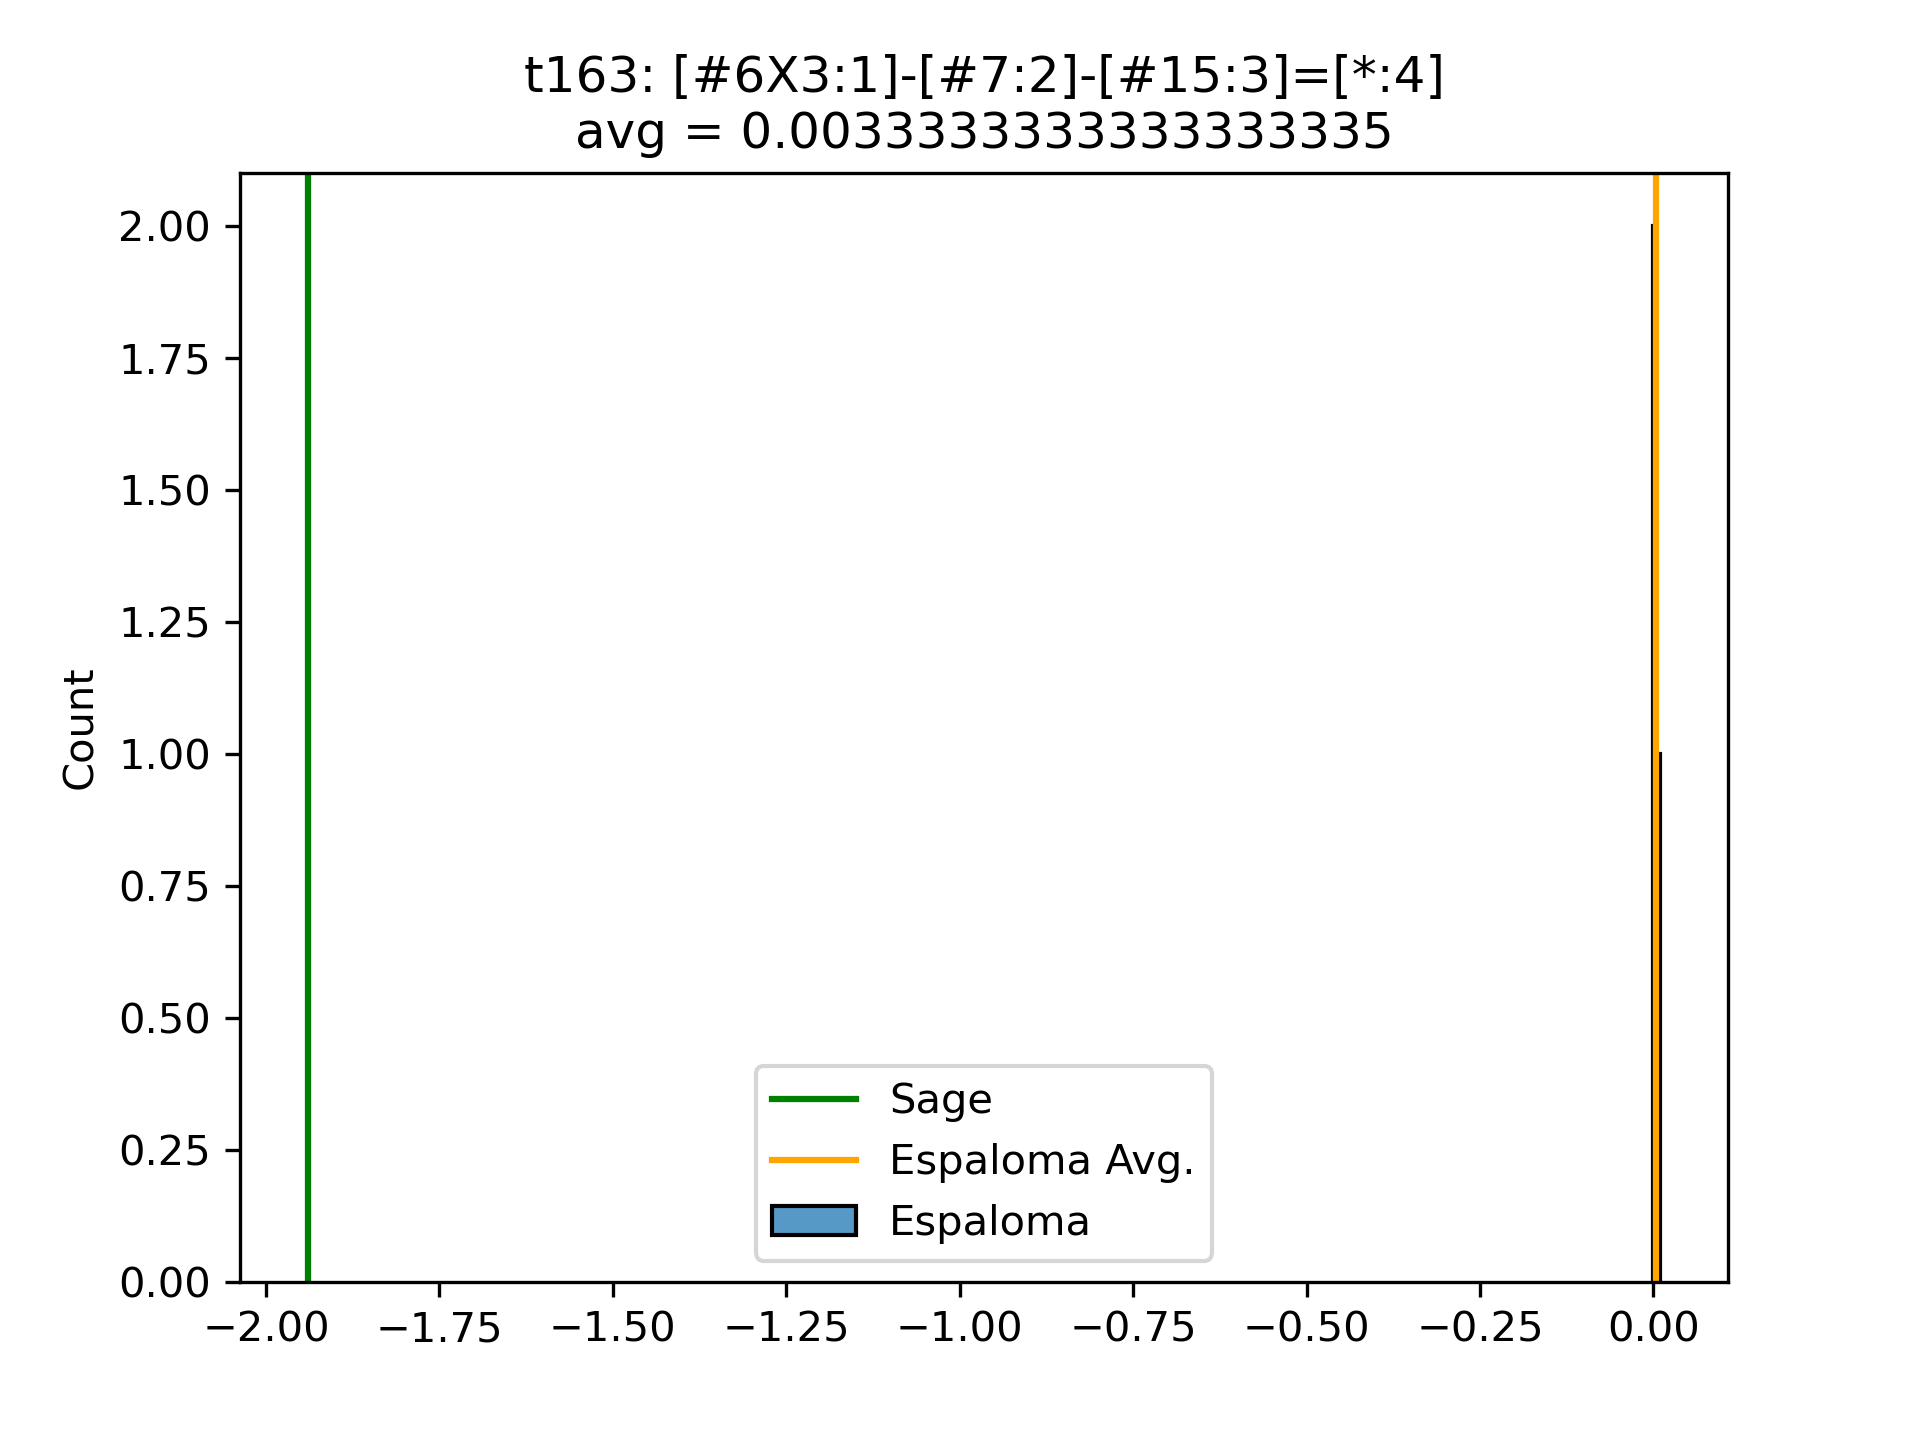 t163: [#6X3:1]-[#7:2]-[#15:3]=[*:4]
avg = 0.0033333333333333335
2.00
1.75
1.50
1.25
1.00
0.75
0.50
0.25
0.00
Count
Sage
Espaloma Avg.
Espaloma
−2.00 −1.75 −1.50 −1.25 −1.00 −0.75 −0.50 −0.25 0.00